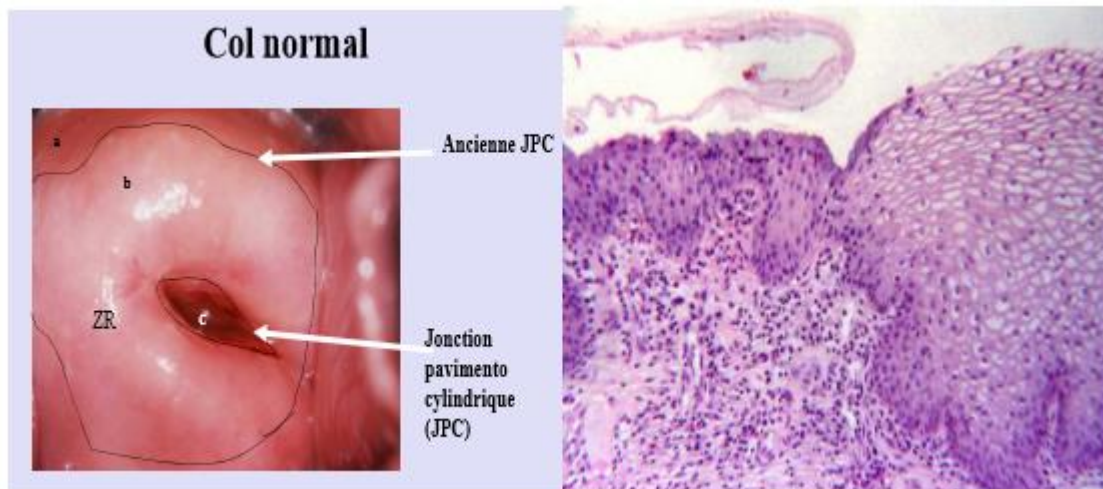 Col normal
a
Ancienne JPC
b
ZR
c
Jonction
pavimento
cylindrique
(JPC)